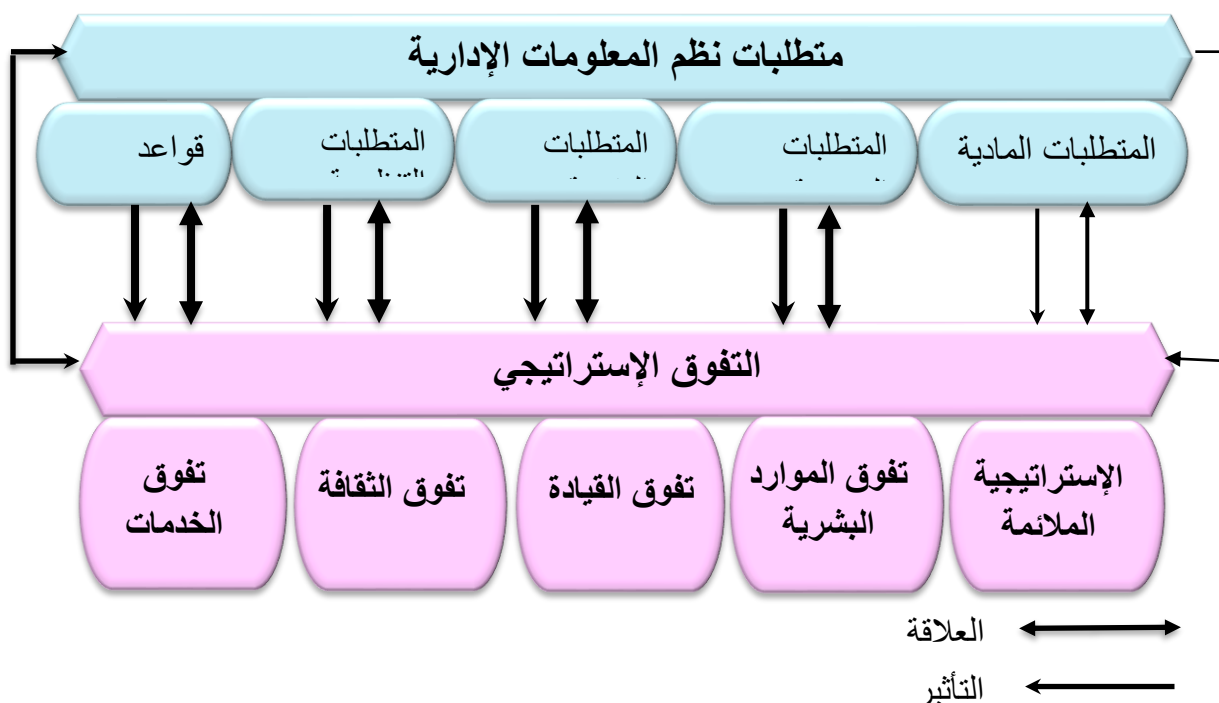 متطلبات نظم المعلومات الإدارية
المتطلبات المادية
المتطلبات
المتطلبات
المتطلبات
قواعد
التفوق الإستراتيجي
الإستراتيجية
الملائمة
تفوق الموارد
البشرية
تفوق القيادة
تفوق الثقافة
تفوق
الخدمات
العلاقة
التأثير